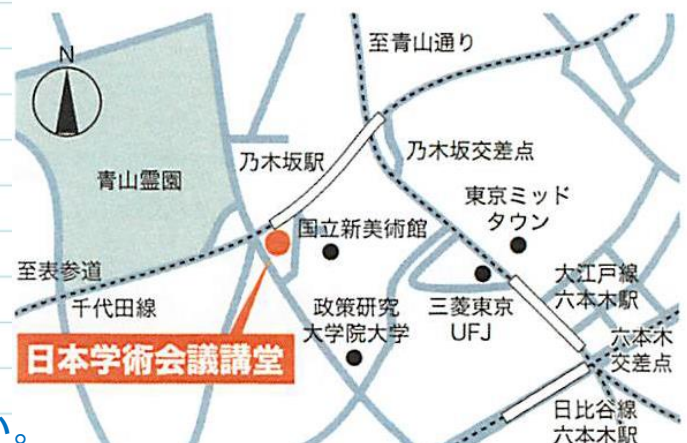 至青山通り
N
乃木坂駅
乃木坂交差点
青山霊園
東京ミッド
タウン
国立新美術館
至表参道
千代田線
大江戸線
六本木駅
政策研究
大学院大学
三菱東京
UFJ
六本木
交差点
日本学術会議講堂
日比谷線
六本木駅
い。